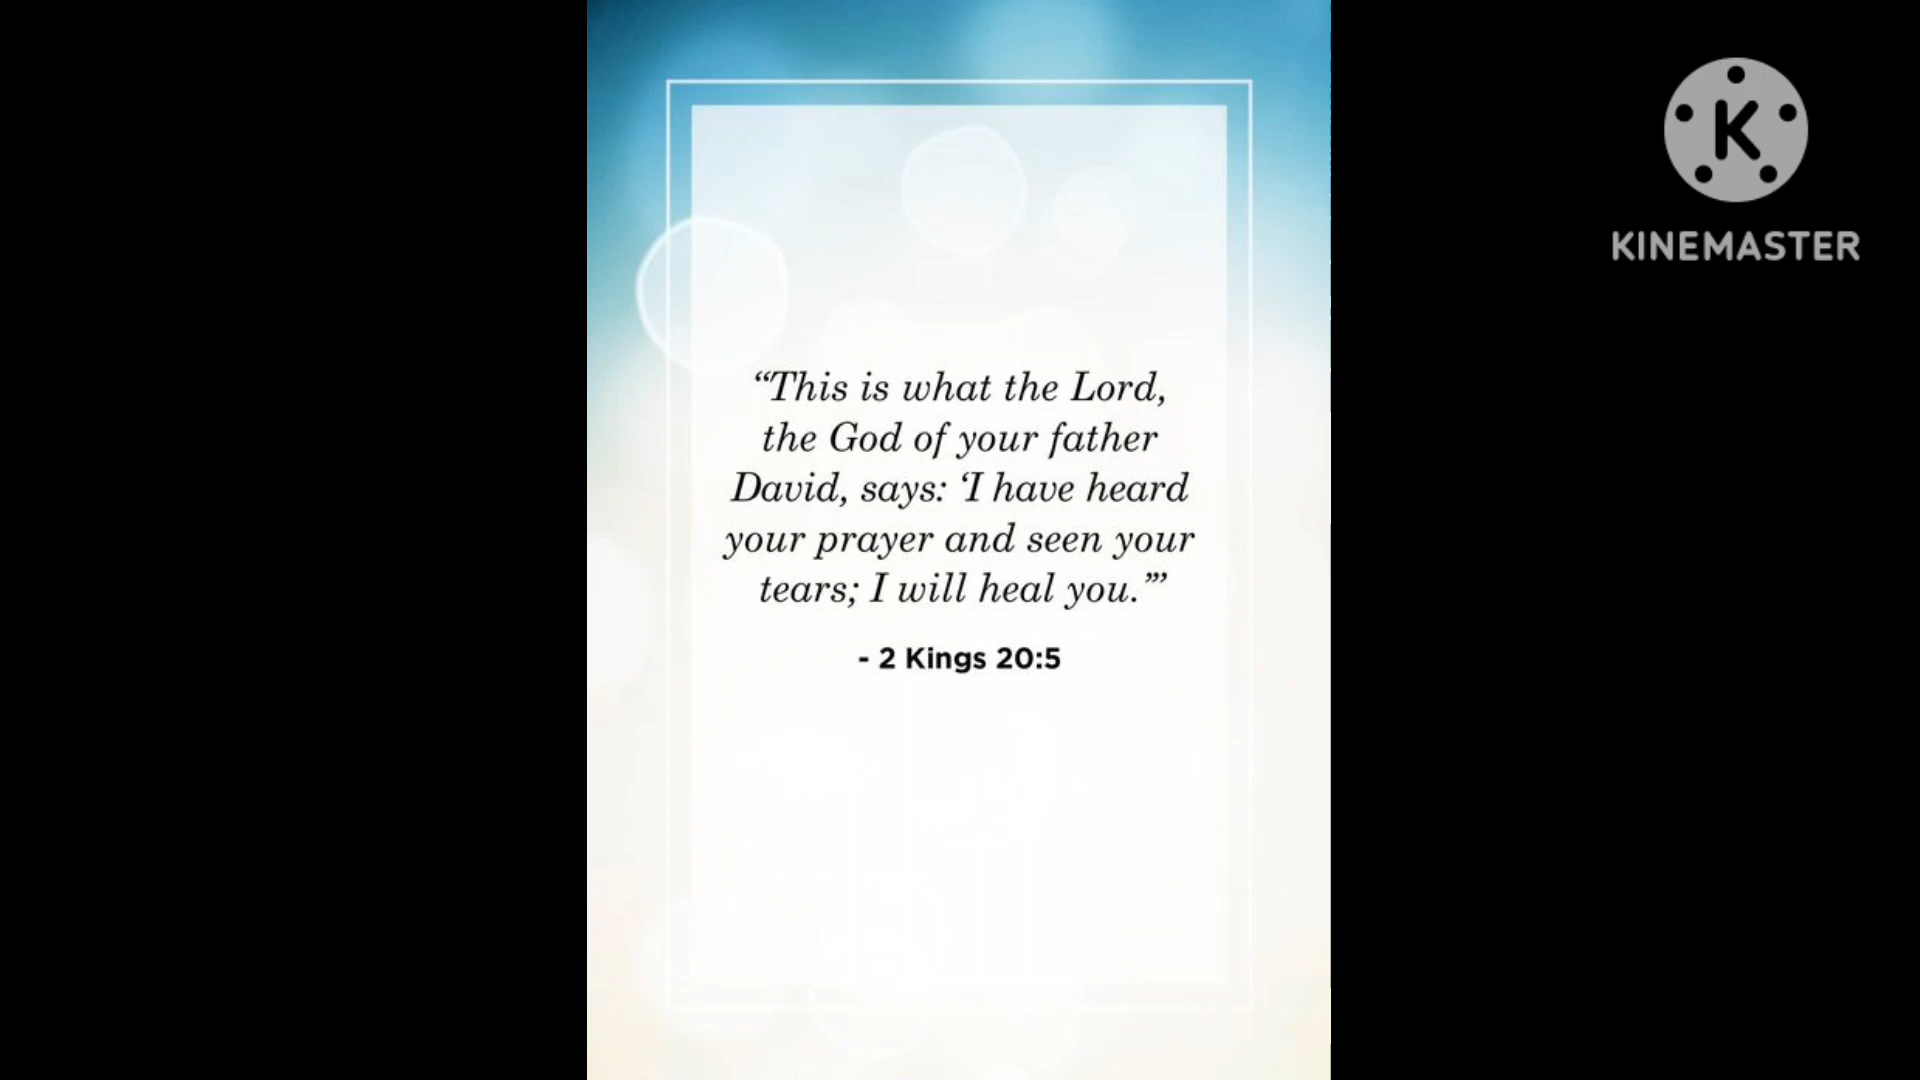 “This is what the Lord,
the God of your father
David, says: ‘I have heard
your prayer and seen your
tears; I will heal you.’”
- 2 Kings 20:5
K
KINEMASTER